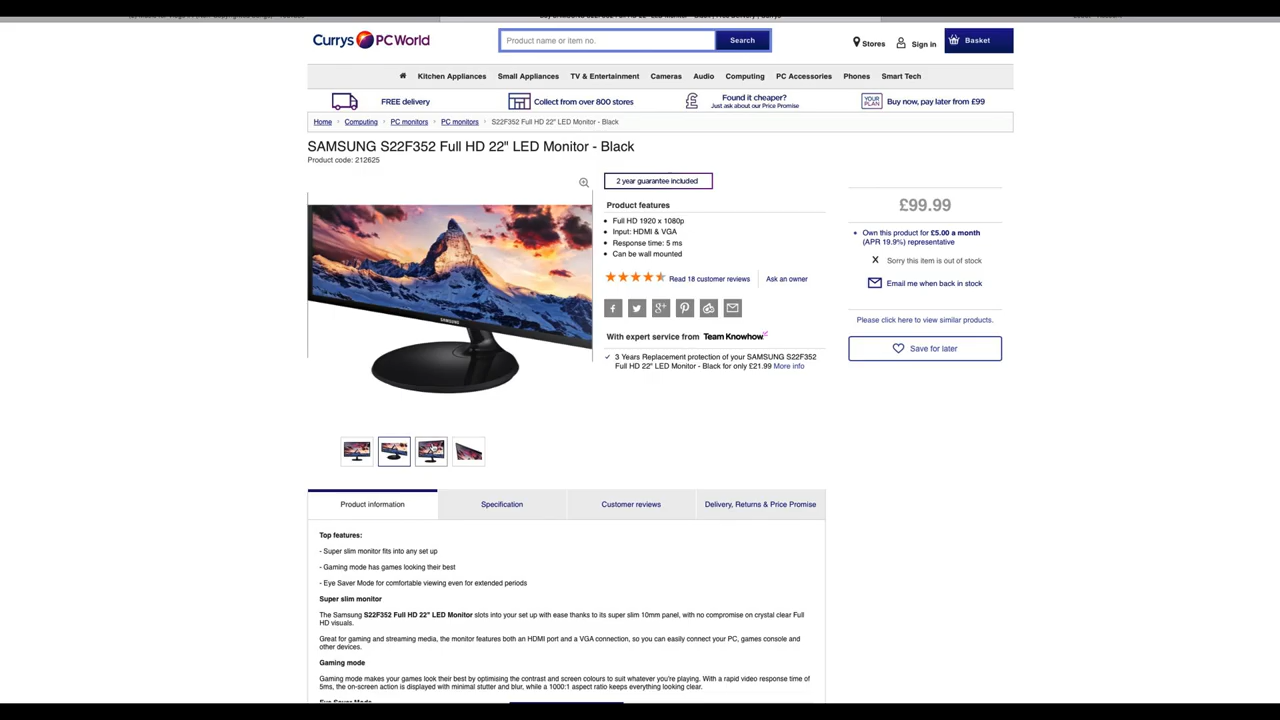 Currys PC World
Product name or item no.
Search
Stores
Sign in
Basket
Kitchen Appliances
Small Appliances
TV & Entertainment
Cameras
Audio
Computing
PC Accessories
Phones
Smart Tech
FREE delivery
Collect from over 800 stores
£
Found it cheaper?
Just ask about our Price Promise
YOUR PLAN
Buy now, pay later from £99
Home
Computing
PC monitors
PC monitors
S22F352 Full HD 22" LED Monitor - Black
SAMSUNG S22F352 Full HD 22" LED Monitor - Black
Product code: 212625
SAMSUNG
2 year guarantee included
Product features
Full HD 1920 x 1080p
Input: HDMI & VGA
Response time: 5 ms
Can be wall mounted
Read 18 customer reviews
Ask an owner
With expert service from Team Knowhow
3 Years Replacement protection of your SAMSUNG S22F352
Full HD 22" LED Monitor - Black for only £21.99 More info
£99.99
Own this product for £5.00 a month
(APR 19.9%) representative
X Sorry this item is out of stock
Email me when back in stock
Please click here to view similar products.
Save for later
Product information
Specification
Customer reviews
Delivery, Returns & Price Promise
Top features:
- Super slim monitor fits into any set up
- Gaming mode has games looking their best
- Eye Saver Mode for comfortable viewing even for extended periods
Super slim monitor
The Samsung S22F352 Full HD 22" LED Monitor slots into your set up with ease thanks to its super slim 10mm panel, with no compromise on crystal clear Full
HD visuals.
Great for gaming and streaming media, the monitor features both an HDMI port and a VGA connection, so you can easily connect your PC, games console and
other devices.
Gaming mode
Gaming mode makes your games look their best by optimising the contrast and screen colours to suit whatever you're playing. With a rapid video response time of
5ms, the on-screen action is displayed with minimal stutter and blur, while a 1000:1 aspect ratio keeps everything looking clear.